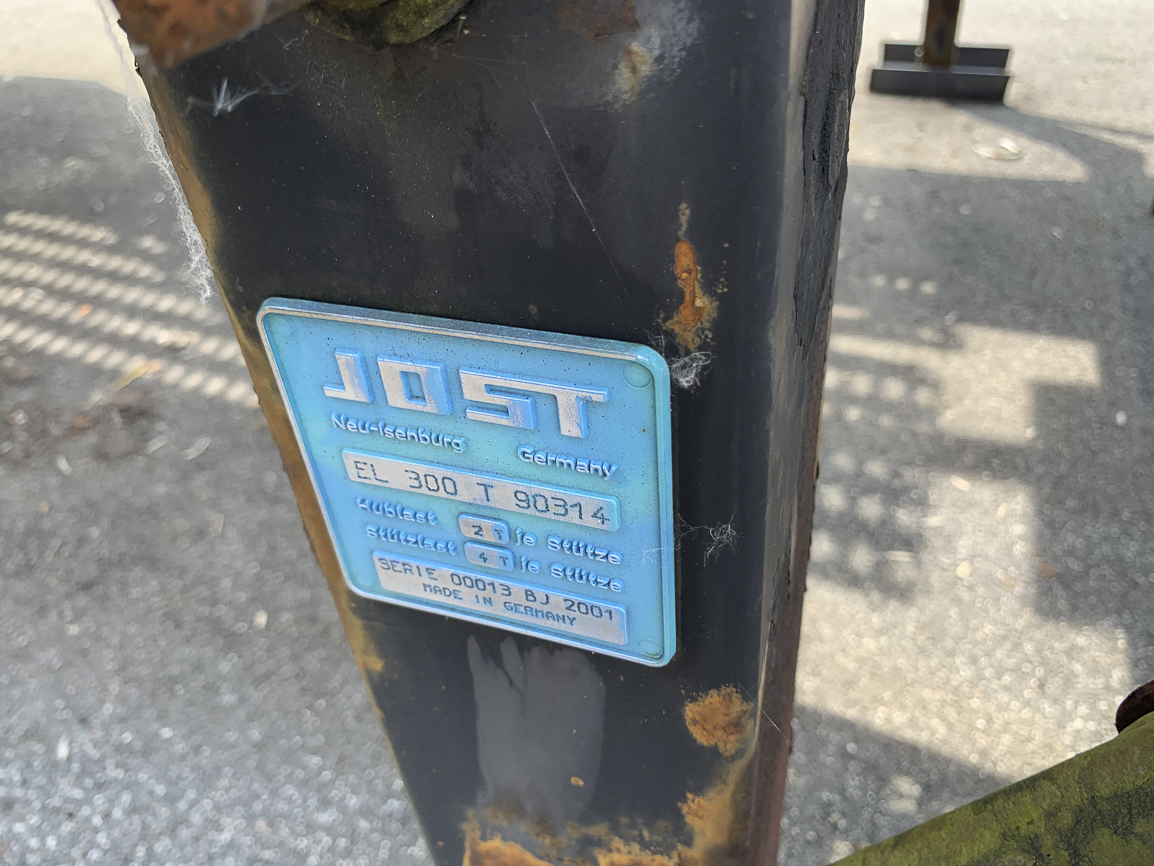 JOST
Neu-Isenburg Germany
EL 300 T 90314
Hublast 2 T je Stütze
Stützlast 4 T je Stütze
SERIE 00013 BJ 2001
MADE IN GERMANY